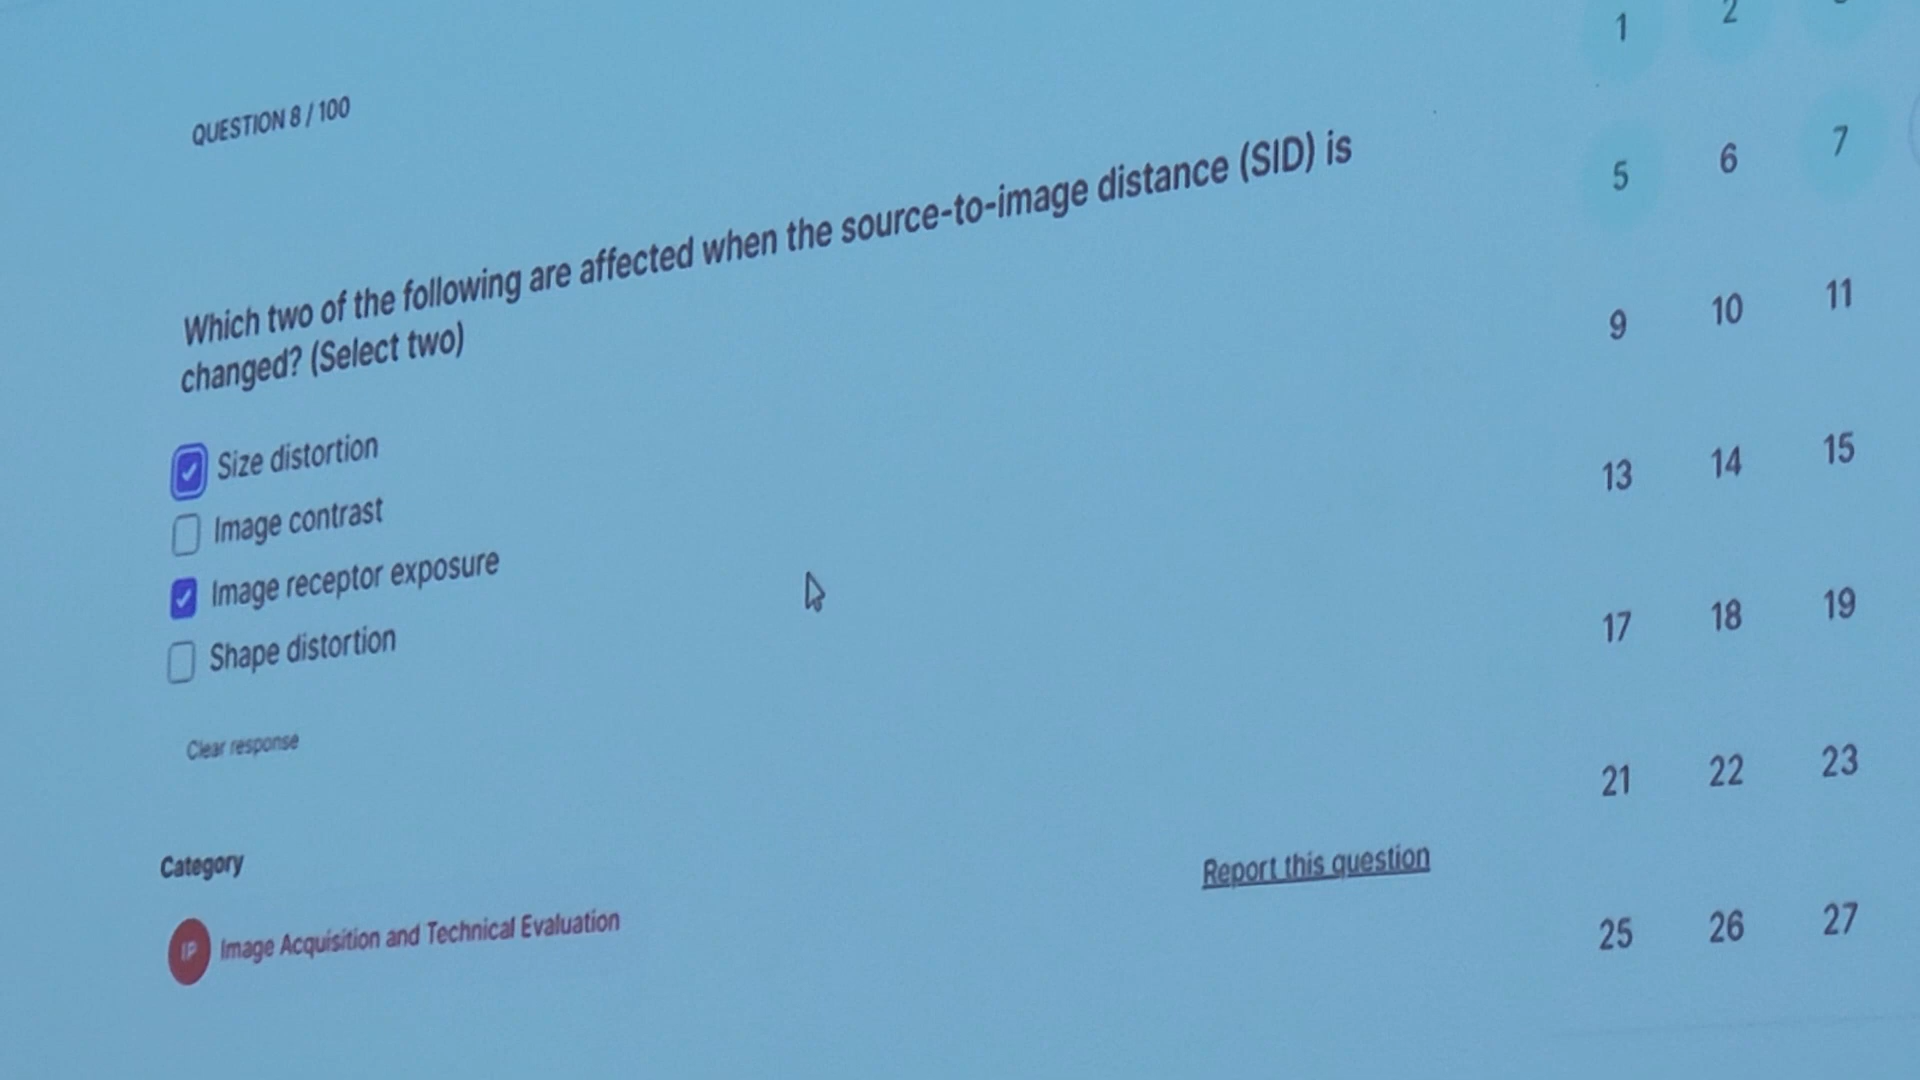 QUESTION 8 / 100
Which two of the following are affected when the source-to-image distance (SID) is
changed? (Select two)
Size distortion
Image contrast
Image receptor exposure
Shape distortion
Clear response
Category
IP Image Acquisition and Technical Evaluation
Report this question
1 2
5 6 7
9 10 11
13 14 15
17 18 19
21 22 23
25 26 27